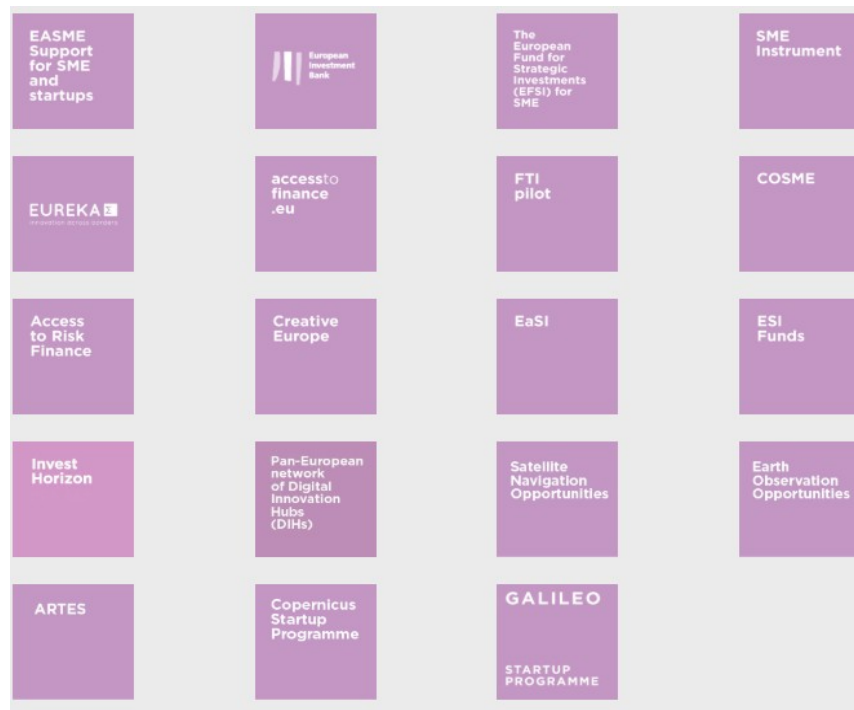 EASME
Support
for SME
and
startups
European
Investment
Bank
The
European
Fund for
Strategic
Investments
(EFSI) for
SME
SME
Instrument
EUREKA
innovation across borders
accessto
finance
.eu
FTI
pilot
COSME
Access
to Risk
Finance
Creative
Europe
EaSI
ESI
Funds
Invest
Horizon
Pan-European
network
of Digital
Innovation
Hubs
(DIHs)
Satellite
Navigation
Opportunities
Earth
Observation
Opportunities
ARTES
Copernicus
Startup
Programme
GALILEO
STARTUP
PROGRAMME